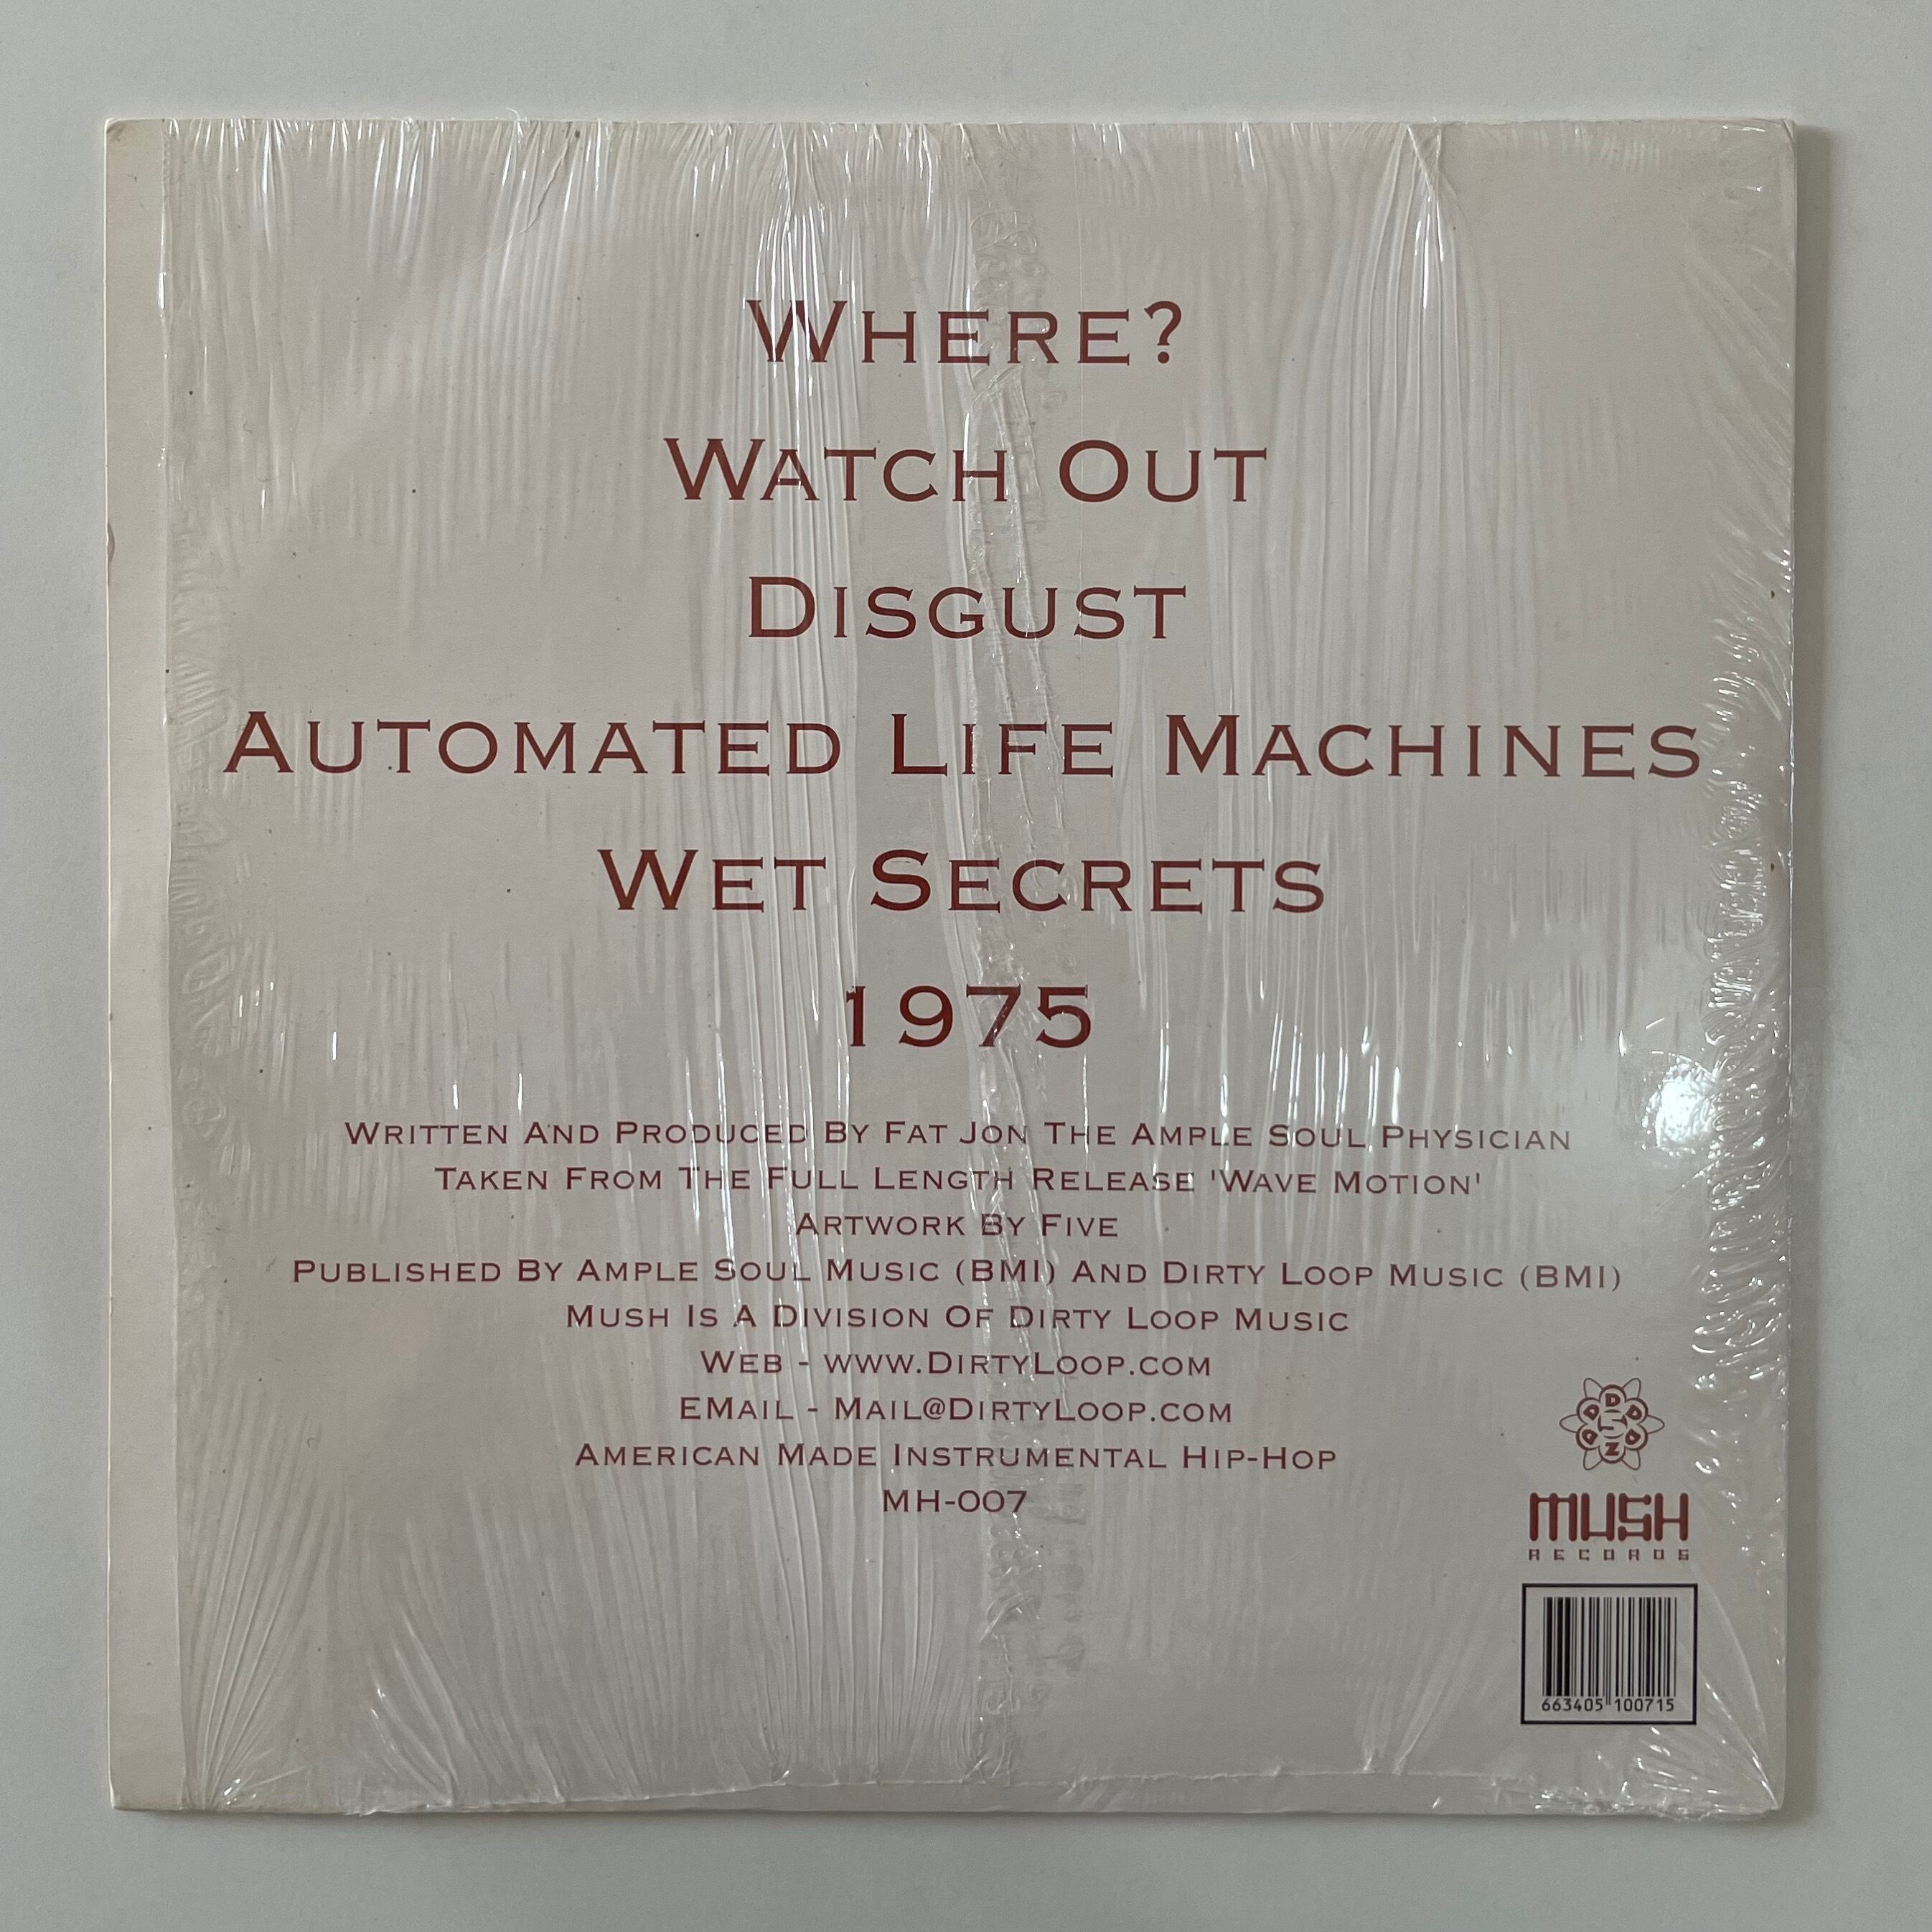 Where?
Watch Out
Disgust
Automated Life Machines
Wet Secrets
1975
Written And Produced By Fat Jon The Ample Soul Physician
Taken From The Full Length Release 'Wave Motion'
Artwork By Five
Published By Ample Soul Music (BMI) And Dirty Loop Music (BMI)
Mush Is A Division Of Dirty Loop Music
Web - www.DirtyLoop.com
EMail - Mail@DirtyLoop.com
American Made Instrumental Hip-Hop
MH-007
MUSH
RECORDS
663405 100715